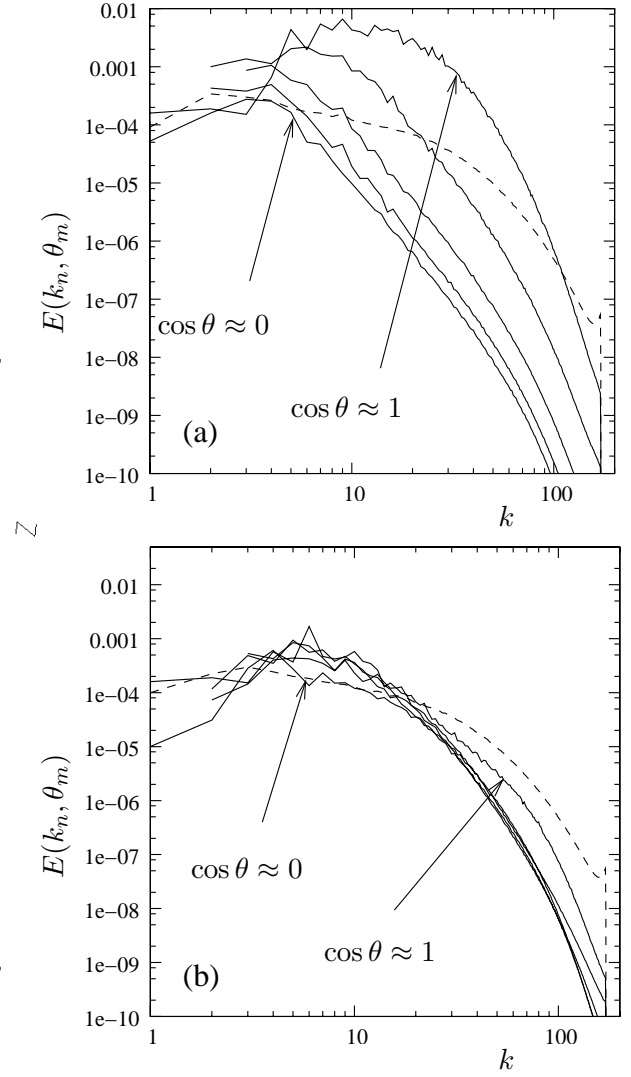 0.01
0.001
1e−04
1e−05
1e−06
1e−07
1e−08
1e−09
1e−10
E(k_n, θ_m)
cos θ ≈ 0
cos θ ≈ 1
(a)
1
10
100
k
Z
0.01
0.001
1e−04
1e−05
1e−06
1e−07
1e−08
1e−09
1e−10
E(k_n, θ_m)
cos θ ≈ 0
cos θ ≈ 1
(b)
1
10
100
k